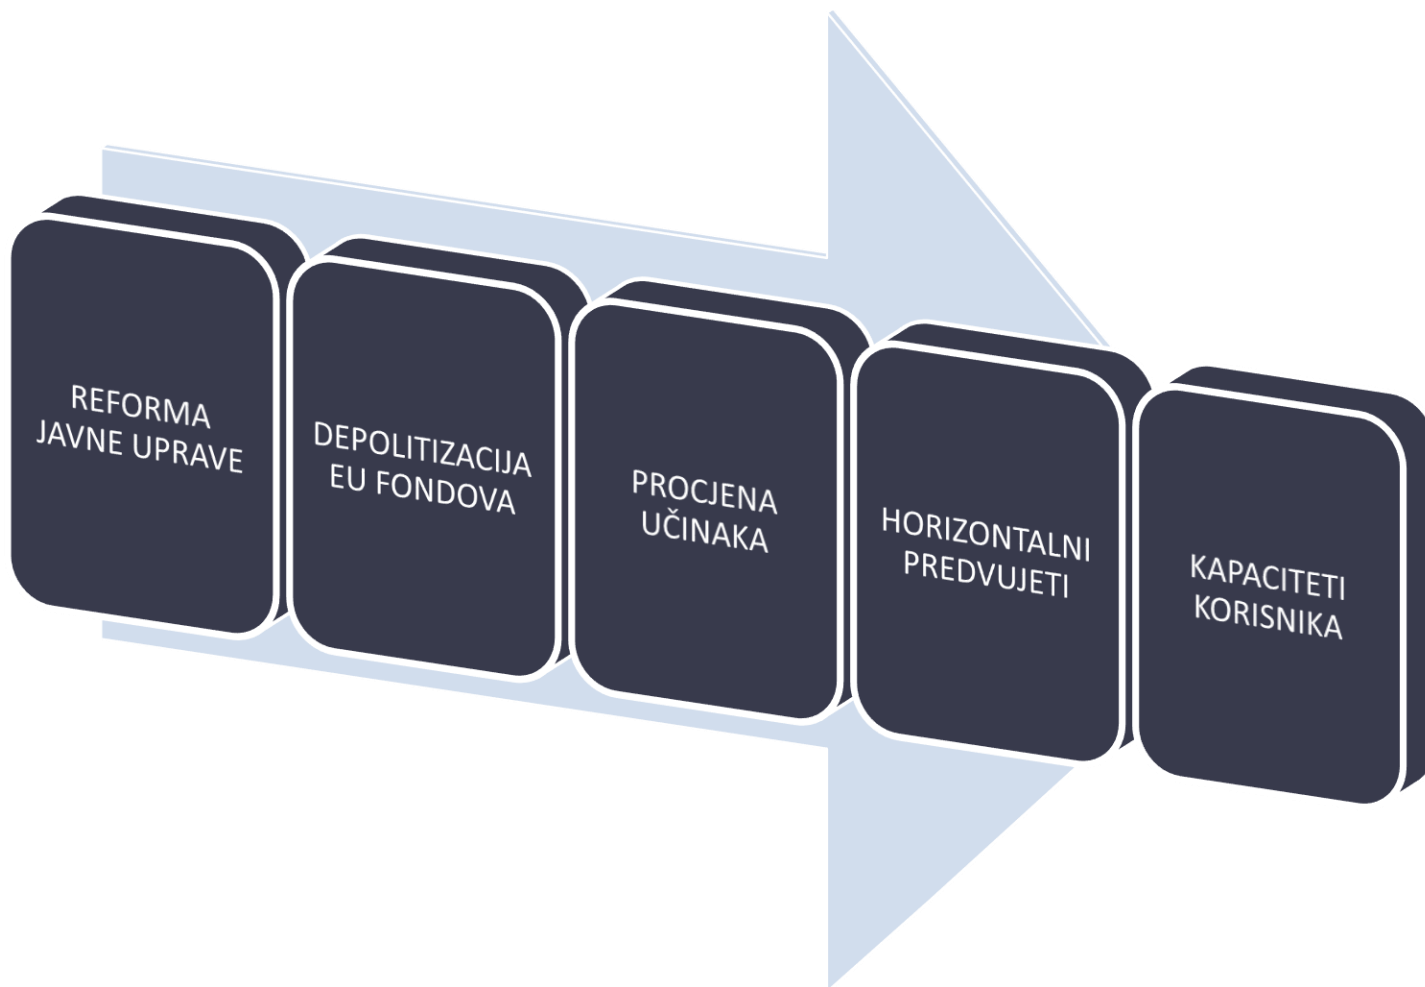 REFORMA
JAVNE UPRAVE
DEPOLITIZACIJA
EU FONDOVA
PROCJENA
UČINAKA
HORIZONTALNI
PREDVUJETI
KAPACITETI
KORISNIKA